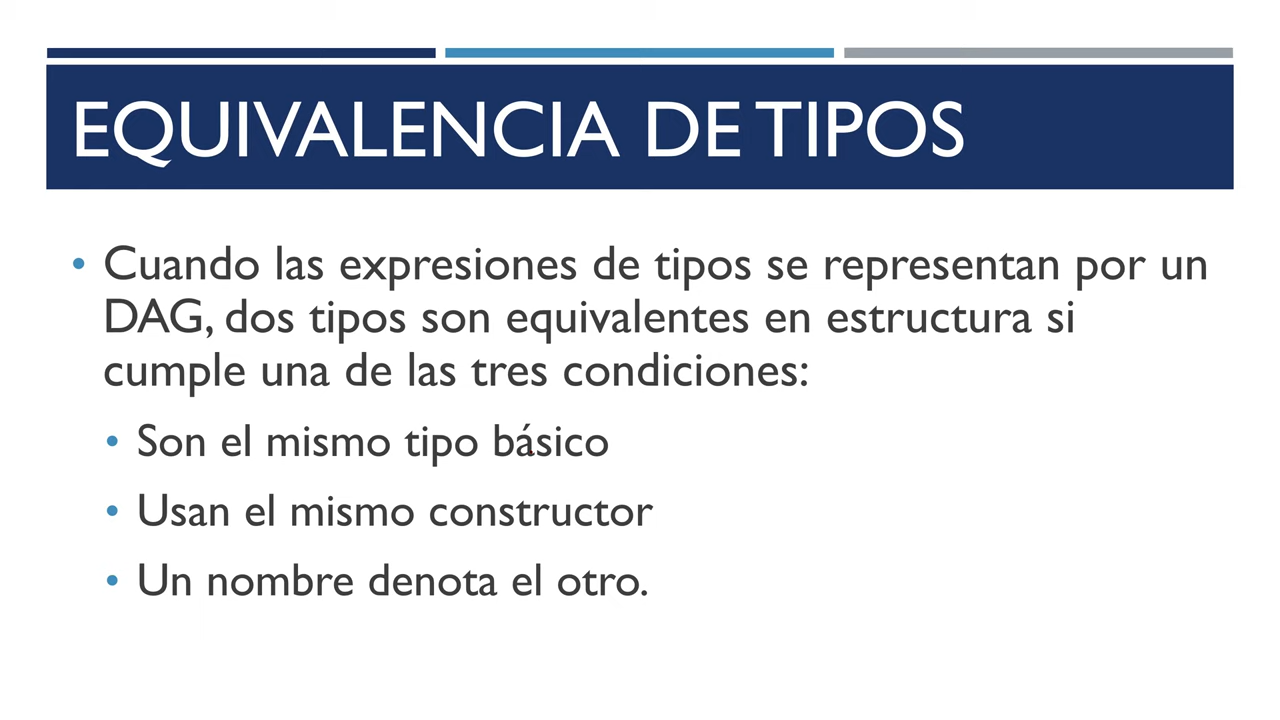 EQUIVALENCIA DE TIPOS
• Cuando las expresiones de tipos se representan por un
DAG, dos tipos son equivalentes en estructura si
cumple una de las tres condiciones:
• Son el mismo tipo básico
• Usan el mismo constructor
• Un nombre denota el otro.